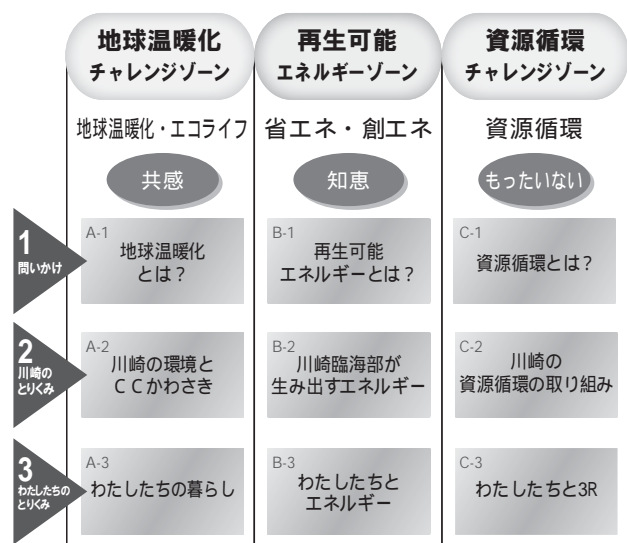 地球温暖化
チャレンジゾーン
再生可能
エネルギーゾーン
資源循環
チャレンジゾーン
地球温暖化・エコライフ
省エネ・創エネ
資源循環
共感
知恵
もったいない
1
問いかけ
A-1
地球温暖化
とは？
B-1
再生可能
エネルギーとは？
C-1
資源循環とは？
2
川崎の
とりくみ
A-2
川崎の環境と
ＣＣかわさき
B-2
川崎臨海部が
生み出すエネルギー
C-2
川崎の
資源循環の取り組み
3
わたしたちの
とりくみ
A-3
わたしたちの暮らし
B-3
わたしたちと
エネルギー
C-3
わたしたちと3R